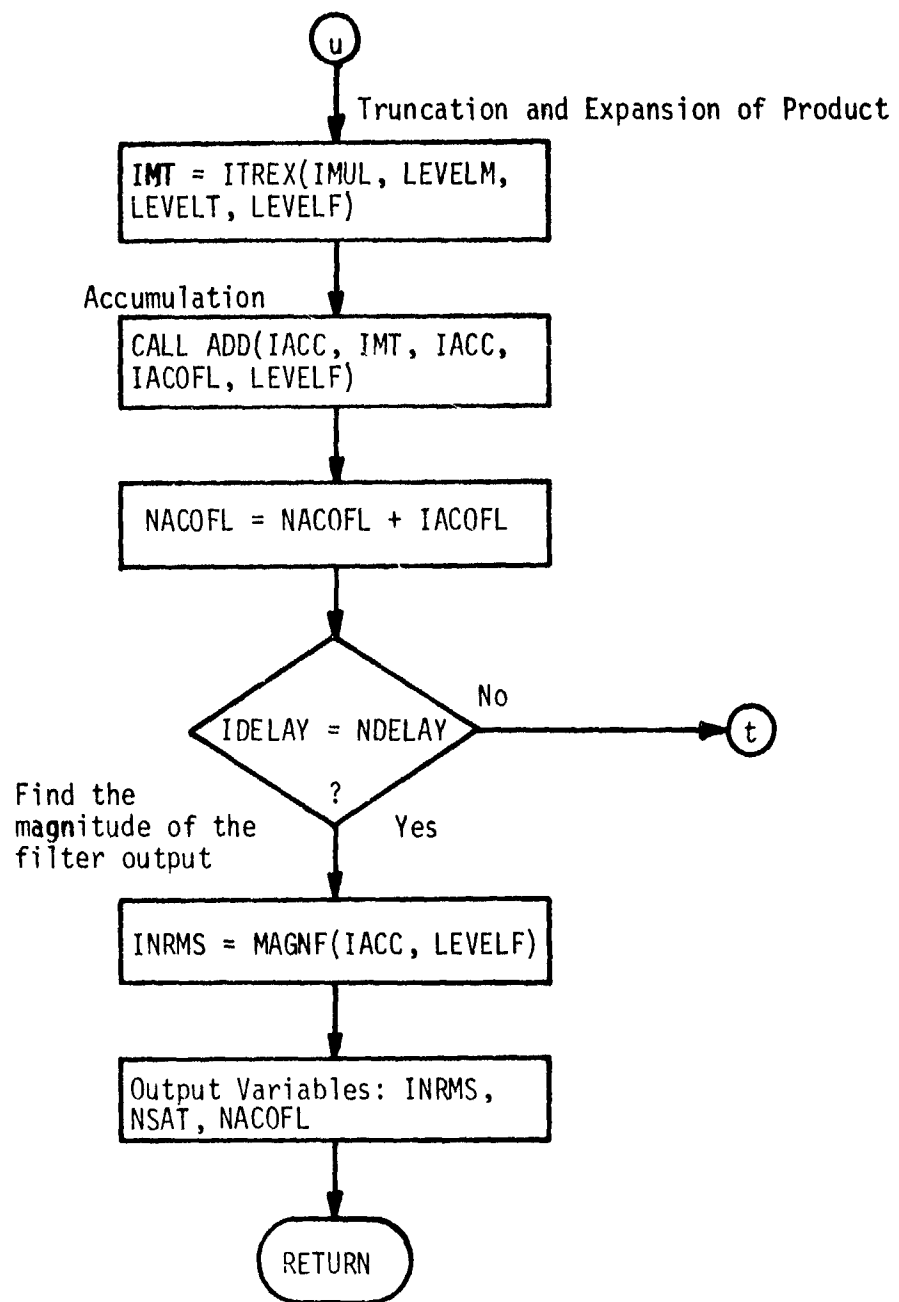 u
Truncation and Expansion of Product
IMT = ITREX(IMUL, LEVELM,
LEVELT, LEVELF)
Accumulation
CALL ADD(IACC, IMT, IACC,
IACOFL, LEVELF)
NACOFL = NACOFL + IACOFL
No
IDELAY = NDELAY
t
?
Yes
Find the
magnitude of the
filter output
INRMS = MAGNF(IACC, LEVELF)
Output Variables: INRMS,
NSAT, NACOFL
RETURN